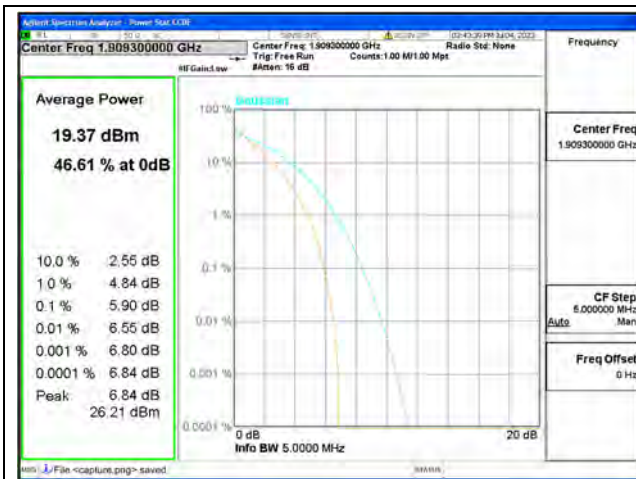 Agilent Spectrum Analyzer - Power Stat CCDF
Center Freq 1.909300000 GHz
Center Freq: 1.909300000 GHz
Radio Std: None
Trig: Free Run
Counts:1.00 M/1.00 Mpt
#IFGain:Low
#Atten: 16 dB
Frequency
Average Power
19.37 dBm
46.61 % at 0dB
10.0 % 2.55 dB
1.0 % 4.84 dB
0.1 % 5.90 dB
0.01 % 6.55 dB
0.001 % 6.80 dB
0.0001 % 6.84 dB
Peak 6.84 dB
26.21 dBm
Gaussian
100 %
10 %
1 %
0.1 %
0.01 %
0.001 %
0.0001 %
0 dB
20 dB
Info BW 5.0000 MHz
Center Freq
1.909300000 GHz
CF Step
5.000000 MHz
Auto Man
Freq Offset
0 Hz
MSG File <capture.png> saved
STATUS